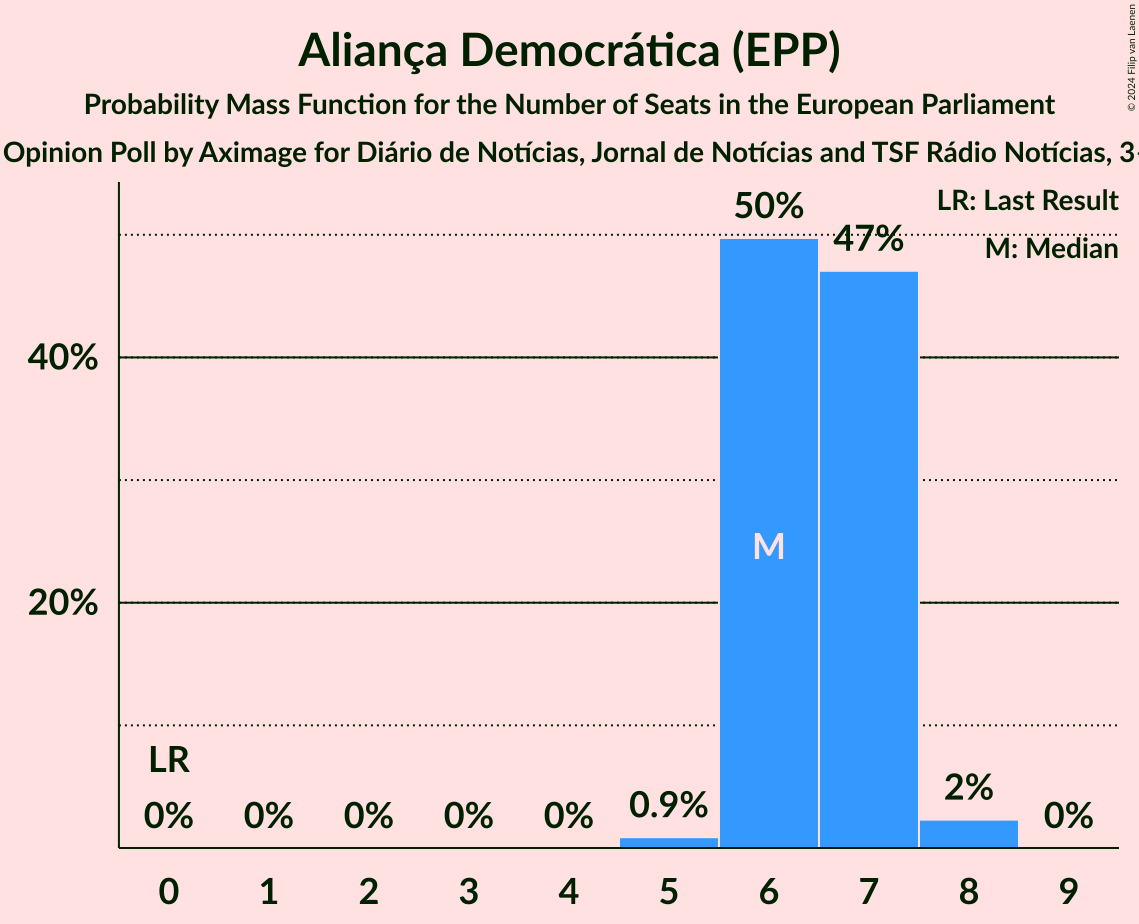 Aliança Democrática (EPP)
Probability Mass Function for the Number of Seats in the European Parliament
Opinion Poll by Aximage for Diário de Notícias, Jornal de Notícias and TSF Rádio Notícias, 3-
© 2024 Filip van Laenen
LR: Last Result
M: Median
50%
47%
40%
M
20%
LR
0%
0%
0%
0%
0%
0.9%
2%
0%
0 1 2 3 4 5 6 7 8 9